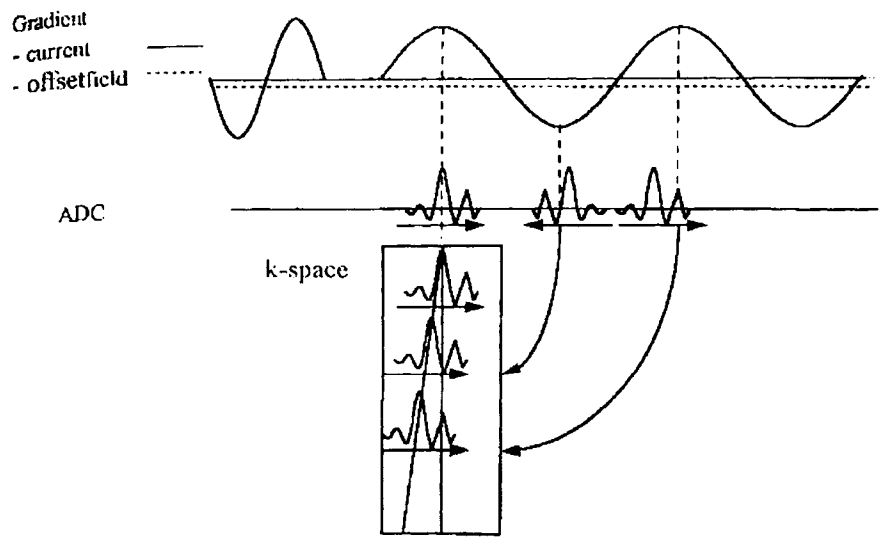 Gradient
- current
- offsetfield
ADC
k-space